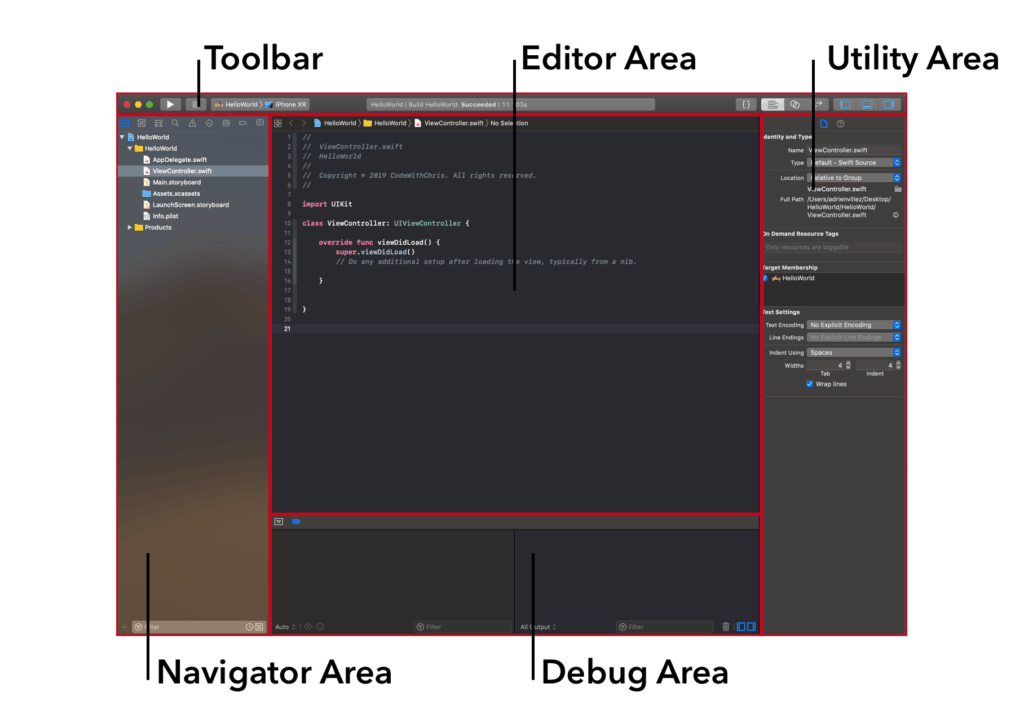 Toolbar
Editor Area
Utility Area
HelloWorld
iPhone XR
HelloWorld | Build HelloWorld Succeeded
{ }
HelloWorld
HelloWorld
AppDelegate.swift
ViewController.swift
Main.storyboard
Assets.xcassets
LaunchScreen.storyboard
Info.plist
Products
HelloWorld
HelloWorld
ViewController.swift
No Selection
1 //
2 // ViewController.swift
3 // HelloWorld
4 //
5 // Copyright © 2019 CodeWithChris. All rights reserved.
6 //
7
8 import UIKit
9
10 class ViewController: UIViewController {
11
12 override func viewDidLoad() {
13 super.viewDidLoad()
14 // Do any additional setup after loading the view, typically from a nib.
15
16 }
17
18
19 }
20
21
Identity and Type
Name ViewController.swift
Type Default - Swift Source
Location Relative to Group
ViewController.swift
Full Path /Users/adrienvillez/Desktop/
HelloWorld/HelloWorld/
ViewController.swift
On Demand Resource Tags
Only resources are taggable
Target Membership
HelloWorld
Text Settings
Text Encoding No Explicit Encoding
Line Endings No Explicit Line Endings
Indent Using Spaces
Widths 4 4
Tab Indent
Wrap lines
Filter
Auto
Filter
All Output
Filter
Navigator Area
Debug Area